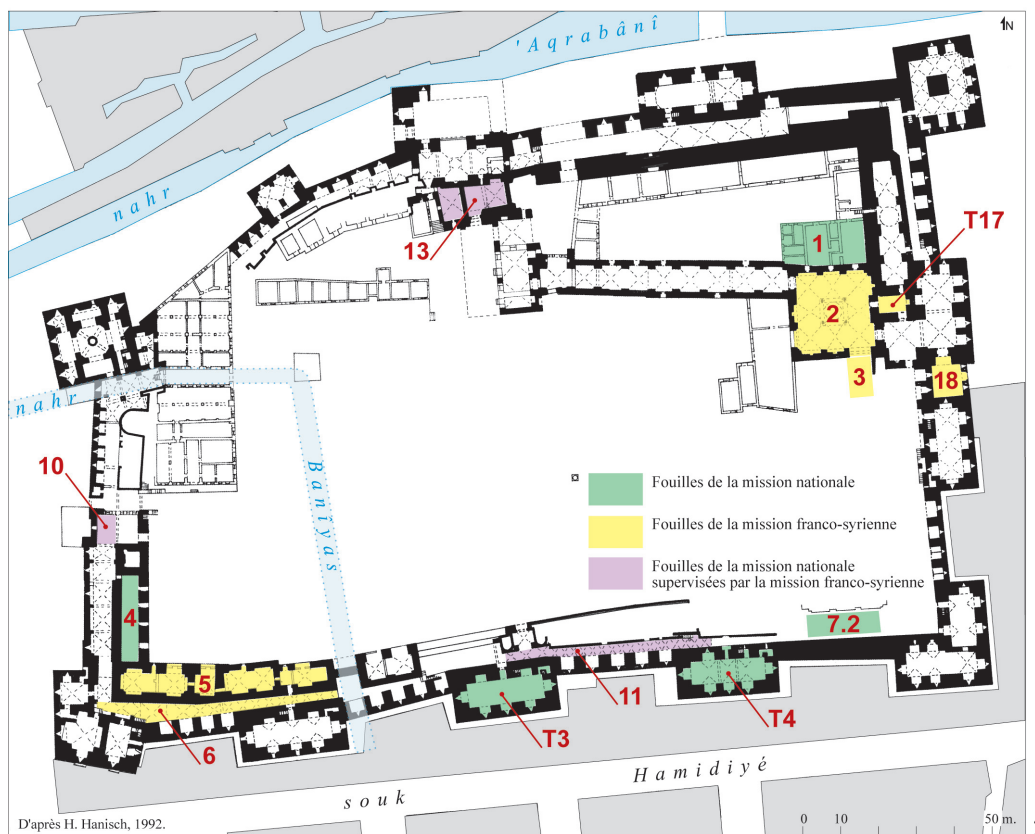 N
'Aqrabânî
nahr
13
1
T17
2
3
18
nahr
Baniyas
10
Fouilles de la mission nationale
Fouilles de la mission franco-syrienne
Fouilles de la mission nationale
supervisées par la mission franco-syrienne
4
7.2
5
11
6
T3
T4
souk Hamidiyé
D'après H. Hanisch, 1992.
0 10 50 m.